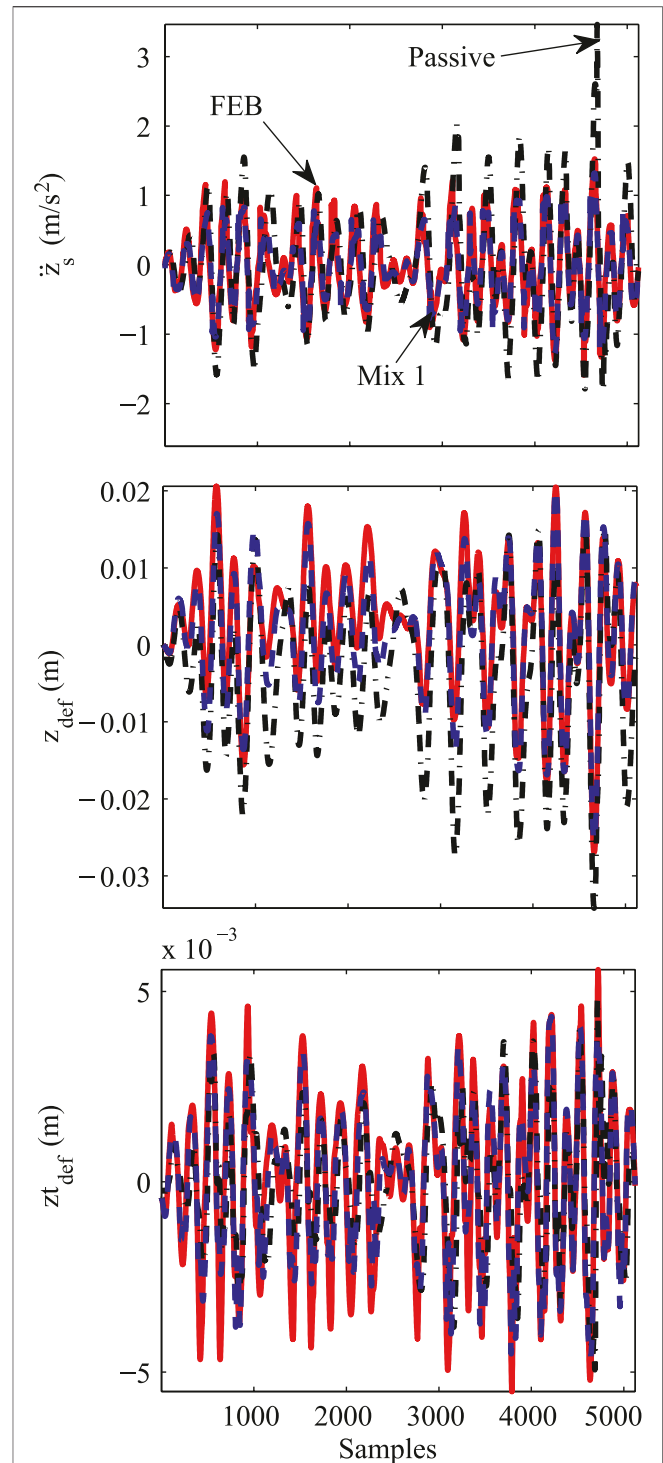 3
2
1
0
−1
−2
z̈s (m/s²)
Passive
FEB
Mix 1
0.02
0.01
0
−0.01
−0.02
−0.03
zdef (m)
x 10⁻³
5
0
−5
ztdef (m)
1000 2000 3000 4000 5000
Samples